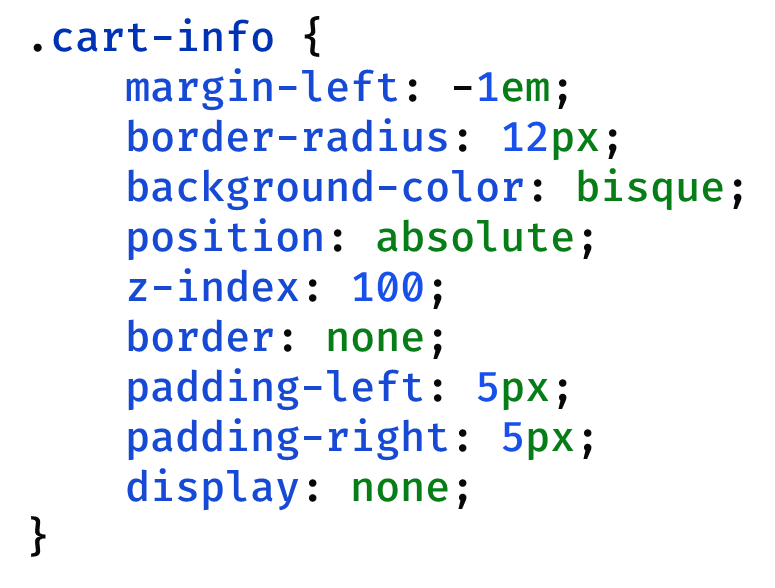 .cart-info {
    margin-left: -1em;
    border-radius: 12px;
    background-color: bisque;
    position: absolute;
    z-index: 100;
    border: none;
    padding-left: 5px;
    padding-right: 5px;
    display: none;
}